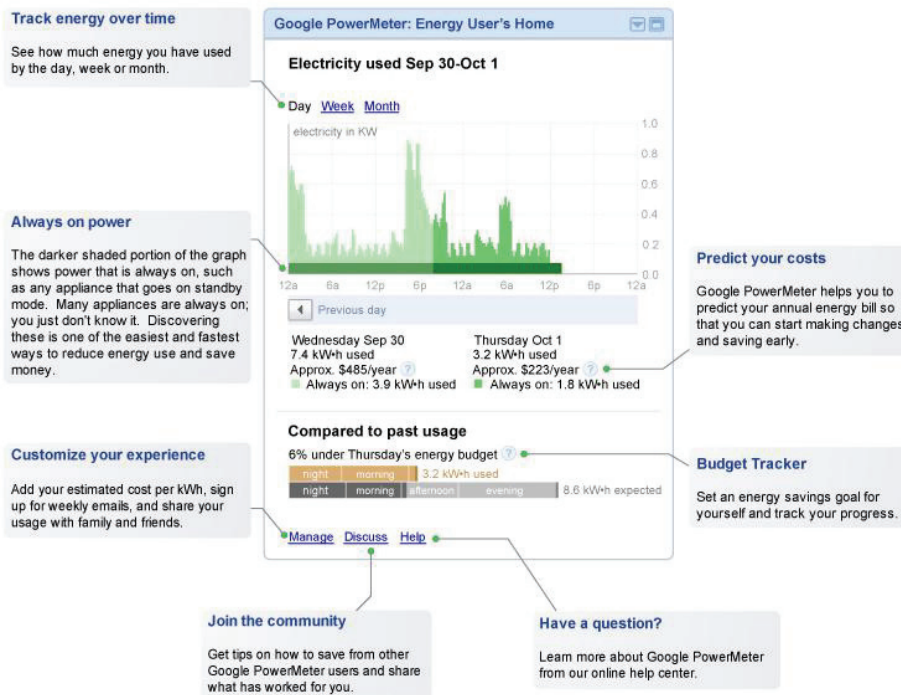 Track energy over time
See how much energy you have used
by the day, week or month.
Always on power
The darker shaded portion of the graph
shows power that is always on, such
as any appliance that goes on standby
mode. Many appliances are always on;
you just don't know it. Discovering
these is one of the easiest and fastest
ways to reduce energy use and save
money.
Customize your experience
Add your estimated cost per kWh, sign
up for weekly emails, and share your
usage with family and friends.
Google PowerMeter: Energy User's Home
Electricity used Sep 30-Oct 1
Day Week Month
electricity in KW
1.0
0.8
0.6
0.4
0.2
0.0
12a 6a 12p 6p 12a 6a 12p 6p 12a
Previous day
Wednesday Sep 30
7.4 kW•h used
Approx. $485/year ?
Always on: 3.9 kW•h used
Thursday Oct 1
3.2 kW•h used
Approx. $223/year ?
Always on: 1.8 kW•h used
Compared to past usage
6% under Thursday's energy budget ?
night morning 3.2 kW•h used
night morning afternoon evening 8.6 kW•h expected
Manage Discuss Help
Predict your costs
Google PowerMeter helps you to
predict your annual energy bill so
that you can start making changes
and saving early.
Budget Tracker
Set an energy savings goal for
yourself and track your progress.
Join the community
Get tips on how to save from other
Google PowerMeter users and share
what has worked for you.
Have a question?
Learn more about Google PowerMeter
from our online help center.